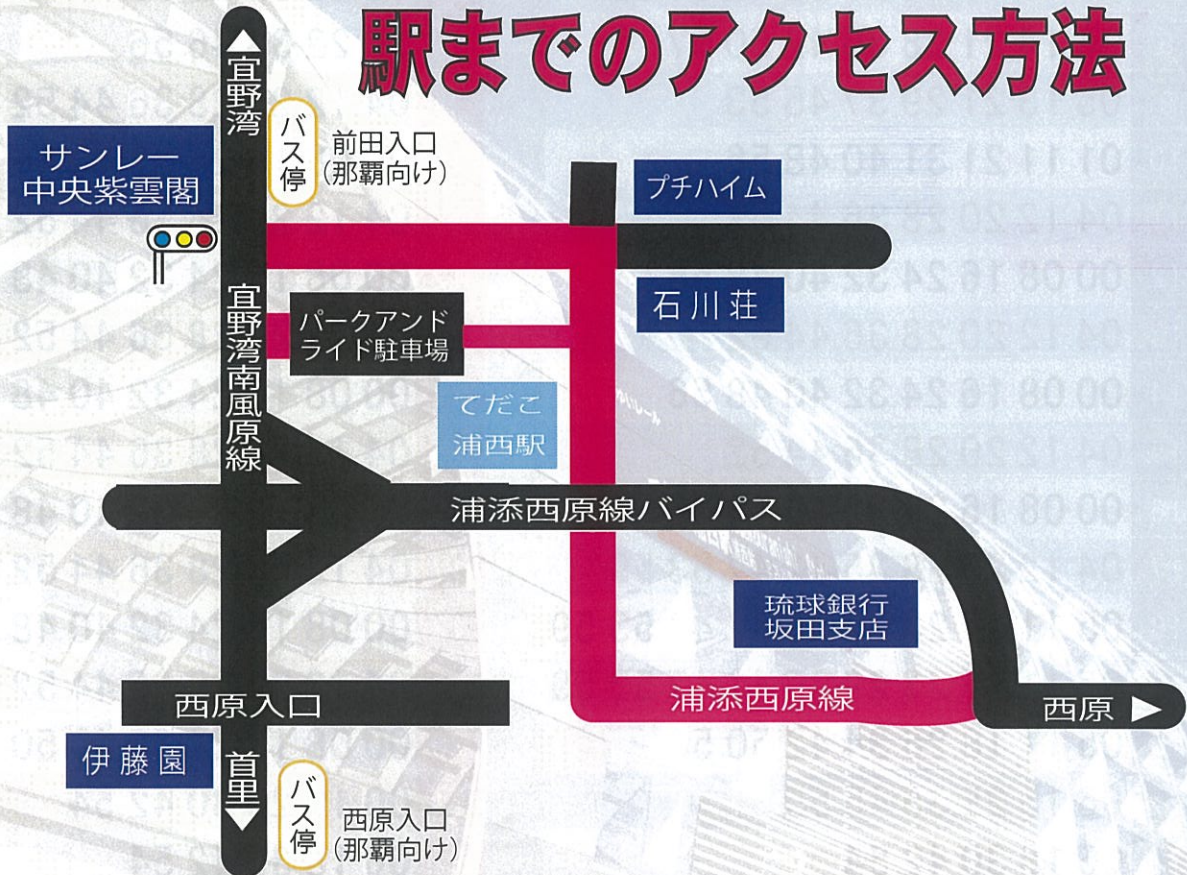 駅までのアクセス方法
▲宜野湾
バス停
前田入口
(那覇向け)
サンレー
中央紫雲閣
プチハイム
石川荘
宜野湾南風原線
パークアンド
ライド駐車場
てだこ
浦西駅
浦添西原線バイパス
琉球銀行
坂田支店
西原入口
浦添西原線
西原 ▶
伊藤園
首里▼
バス停
西原入口
(那覇向け)